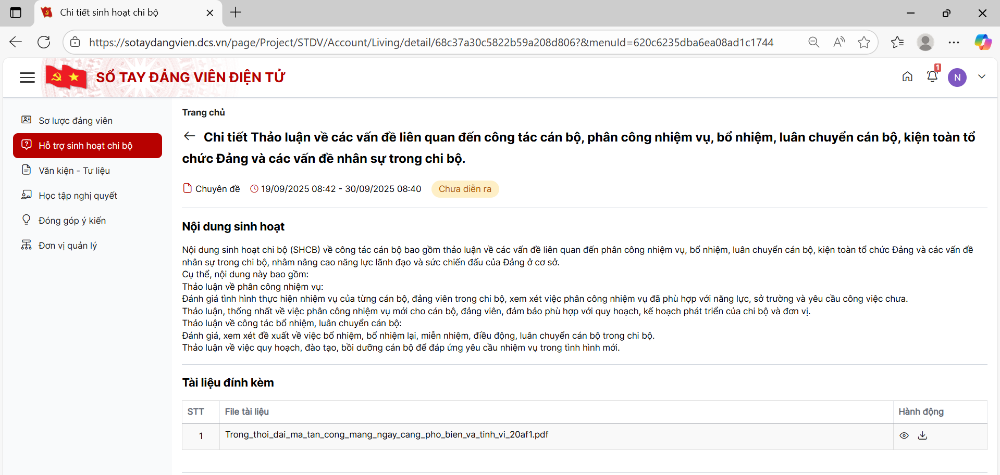 Chi tiết sinh hoạt chi bộ
https://sotaydangvien.dcs.vn/page/Project/STDV/Account/Living/detail/68c37a30c5822b59a208d806?&menuId=620c6235dba6ea08ad1c1744
SỔ TAY ĐẢNG VIÊN ĐIỆN TỬ
1
N
Sơ lược đảng viên
Hỗ trợ sinh hoạt chi bộ
Văn kiện - Tư liệu
Học tập nghị quyết
Đóng góp ý kiến
Đơn vị quản lý
Trang chủ
Chi tiết Thảo luận về các vấn đề liên quan đến công tác cán bộ, phân công nhiệm vụ, bổ nhiệm, luân chuyển cán bộ, kiện toàn tổ
chức Đảng và các vấn đề nhân sự trong chi bộ.
Chuyên đề 19/09/2025 08:42 - 30/09/2025 08:40 Chưa diễn ra
Nội dung sinh hoạt
Nội dung sinh hoạt chi bộ (SHCB) về công tác cán bộ bao gồm thảo luận về các vấn đề liên quan đến phân công nhiệm vụ, bổ nhiệm, luân chuyển cán bộ, kiện toàn tổ chức Đảng và các vấn đề
nhân sự trong chi bộ, nhằm nâng cao năng lực lãnh đạo và sức chiến đấu của Đảng ở cơ sở.
Cụ thể, nội dung này bao gồm:
Thảo luận về phân công nhiệm vụ:
Đánh giá tình hình thực hiện nhiệm vụ của từng cán bộ, đảng viên trong chi bộ, xem xét việc phân công nhiệm vụ đã phù hợp với năng lực, sở trường và yêu cầu công việc chưa.
Thảo luận, thống nhất về việc phân công nhiệm vụ mới cho cán bộ, đảng viên, đảm bảo phù hợp với quy hoạch, kế hoạch phát triển của chi bộ và đơn vị.
Thảo luận về công tác bổ nhiệm, luân chuyển cán bộ:
Đánh giá, xem xét đề xuất về việc bổ nhiệm, bổ nhiệm lại, miễn nhiệm, điều động, luân chuyển cán bộ trong chi bộ.
Thảo luận về việc quy hoạch, đào tạo, bồi dưỡng cán bộ để đáp ứng yêu cầu nhiệm vụ trong tình hình mới.
Tài liệu đính kèm
STT File tài liệu Hành động
1 Trong_thoi_dai_ma_tan_cong_mang_ngay_cang_pho_bien_va_tinh_vi_20af1.pdf